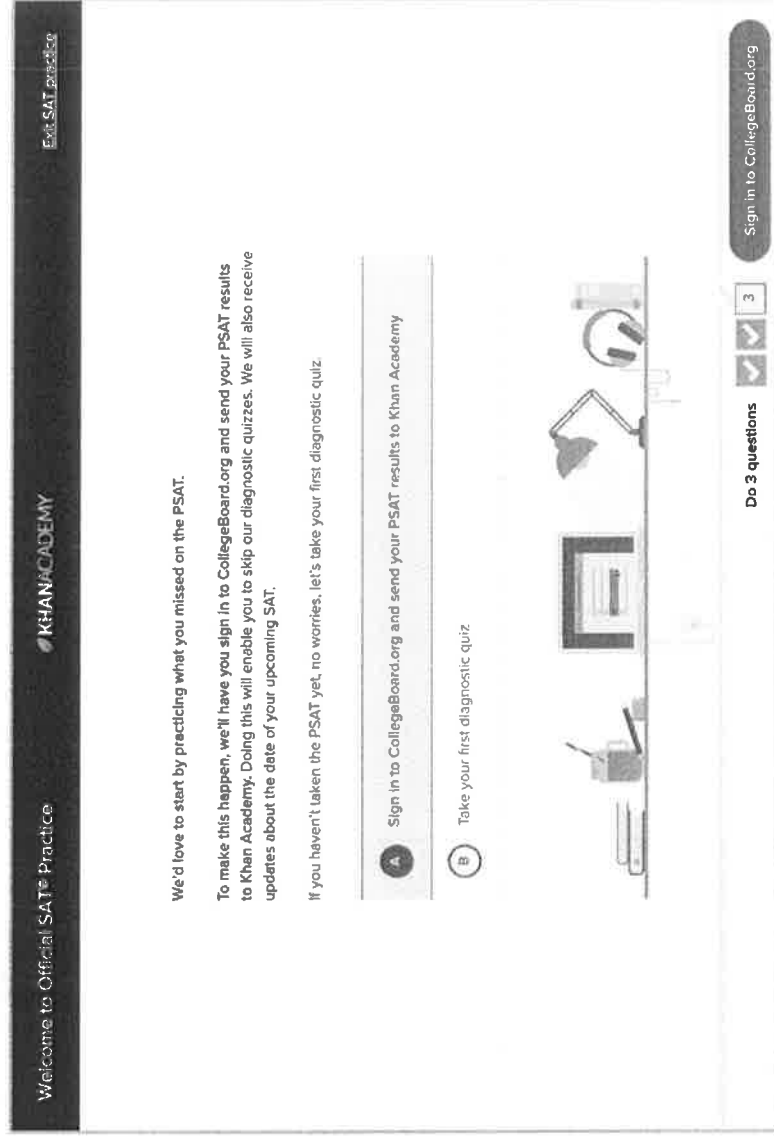 Welcome to Official SAT® Practice
KHANACADEMY
Exit SAT practice
We'd love to start by practicing what you missed on the PSAT.
To make this happen, we'll have you sign in to CollegeBoard.org and send your PSAT results
to Khan Academy. Doing this will enable you to skip our diagnostic quizzes. We will also receive
updates about the date of your upcoming SAT.
If you haven't taken the PSAT yet, no worries, let's take your first diagnostic quiz.
A Sign in to CollegeBoard.org and send your PSAT results to Khan Academy
B Take your first diagnostic quiz
Do 3 questions
3
Sign in to CollegeBoard.org